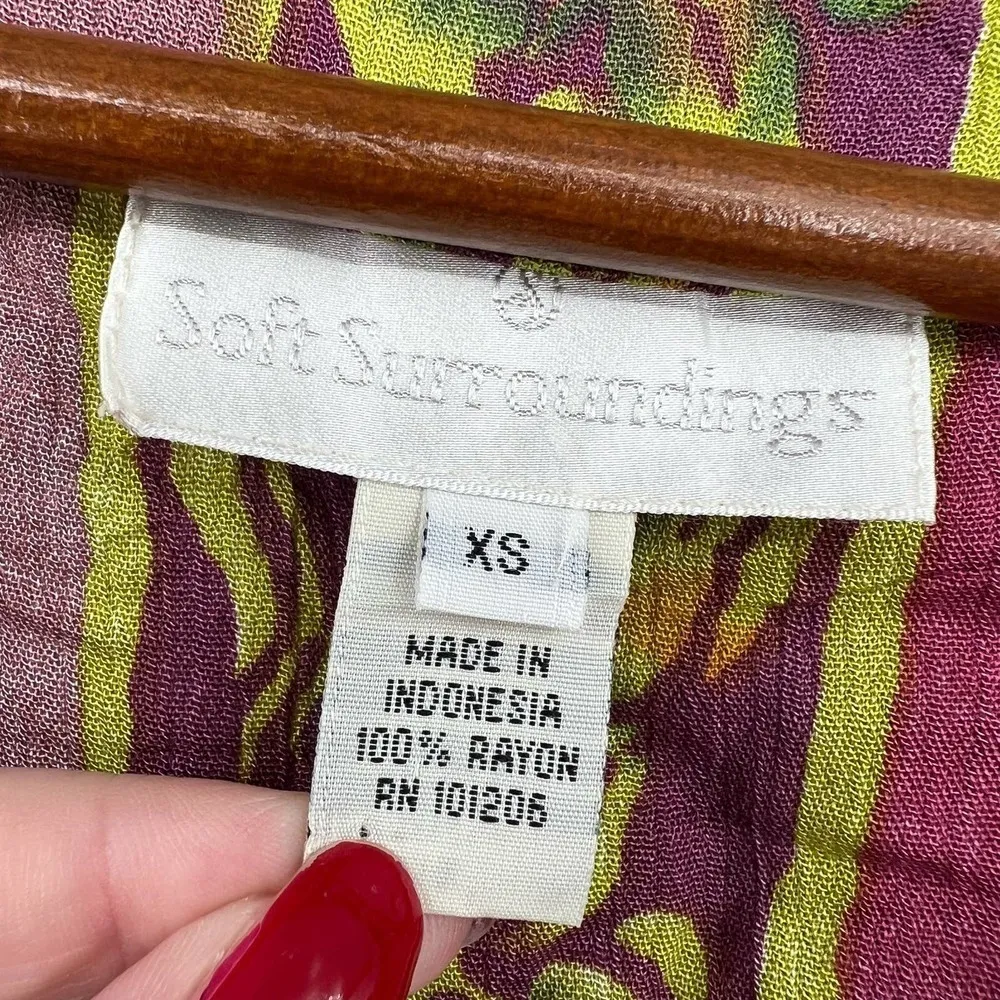 Soft Surroundings
XS
MADE IN
INDONESIA
100% RAYON
RN 101206